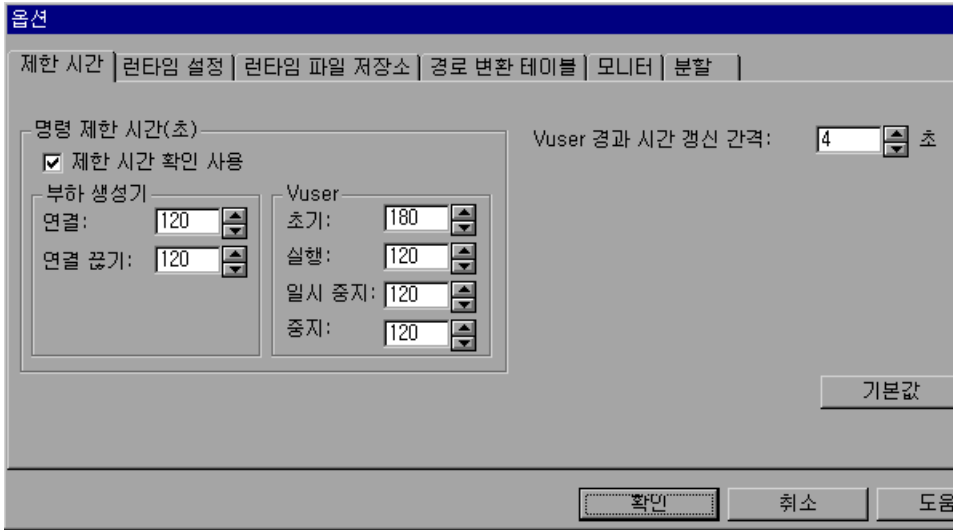 옵션
제한 시간 런타임 설정 런타임 파일 저장소 경로 변환 테이블 모니터 분할
명령 제한 시간(초)
제한 시간 확인 사용
부하 생성기
연결: 120
연결 끊기: 120
Vuser
초기: 180
실행: 120
일시 중지: 120
중지: 120
Vuser 경과 시간 갱신 간격: 4 초
기본값
확인 취소